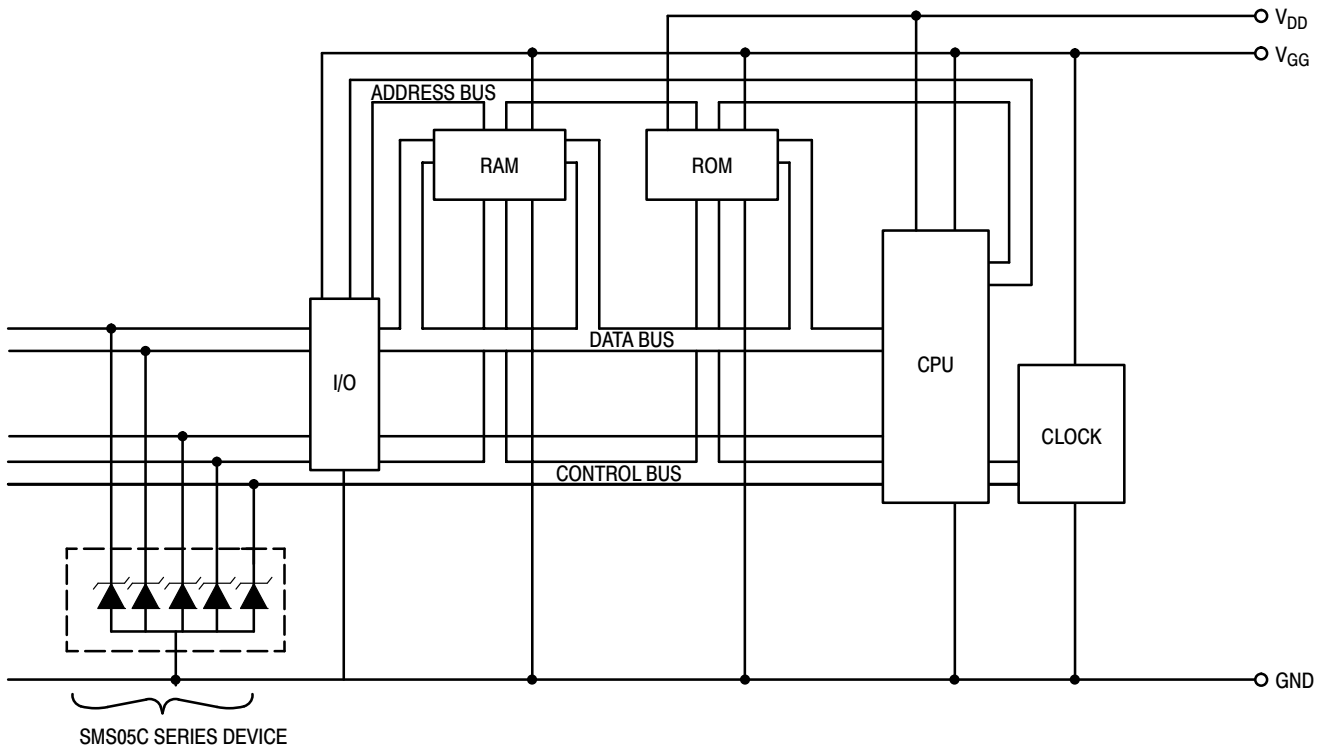 VDD
VGG
ADDRESS BUS
RAM
ROM
DATA BUS
I/O
CPU
CLOCK
CONTROL BUS
GND
SMS05C SERIES DEVICE